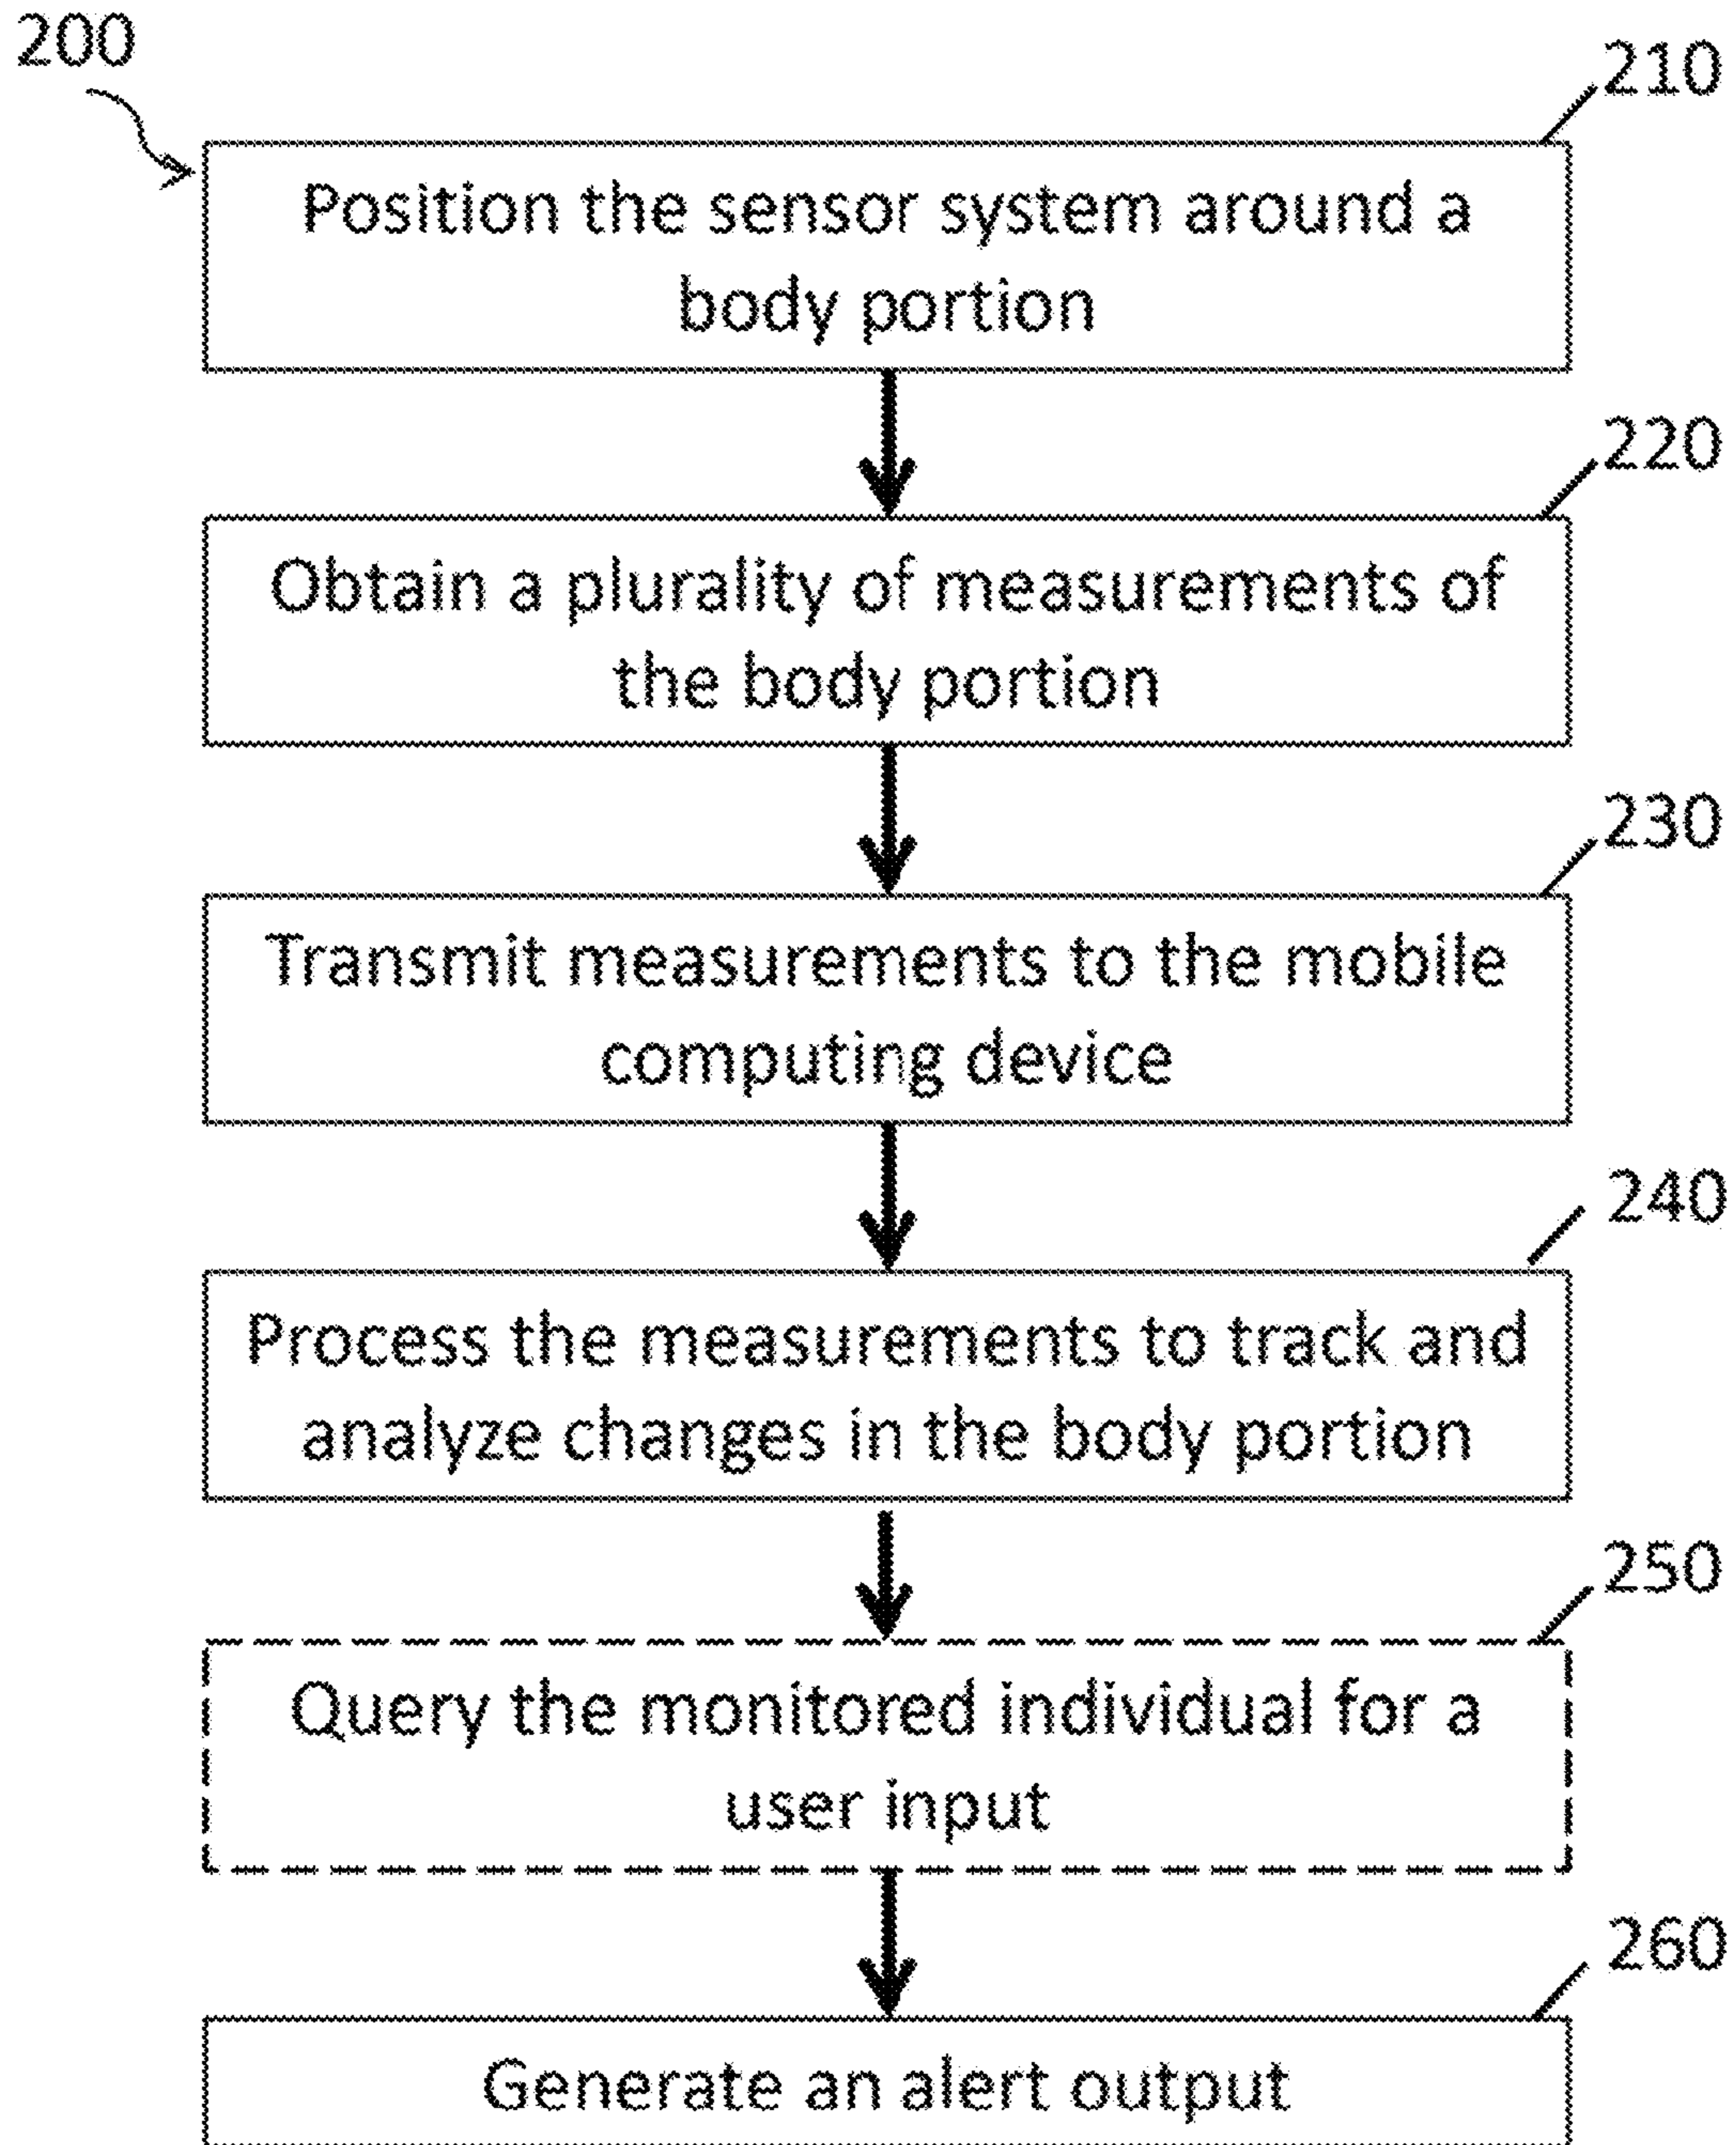 200
210
Position the sensor system around a
body portion
220
Obtain a plurality of measurements of
the body portion
230
Transmit measurements to the mobile
computing device
240
Process the measurements to track and
analyze changes in the body portion
250
Query the monitored individual for a
user input
260
Generate an alert output